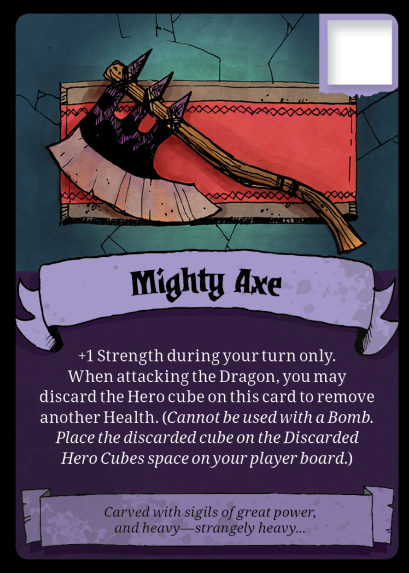 Mighty Axe
+1 Strength during your turn only.
When attacking the Dragon, you may
discard the Hero cube on this card to remove
another Health. (Cannot be used with a Bomb.
Place the discarded cube on the Discarded
Hero Cubes space on your player board.)
Carved with sigils of great power,
and heavy—strangely heavy...